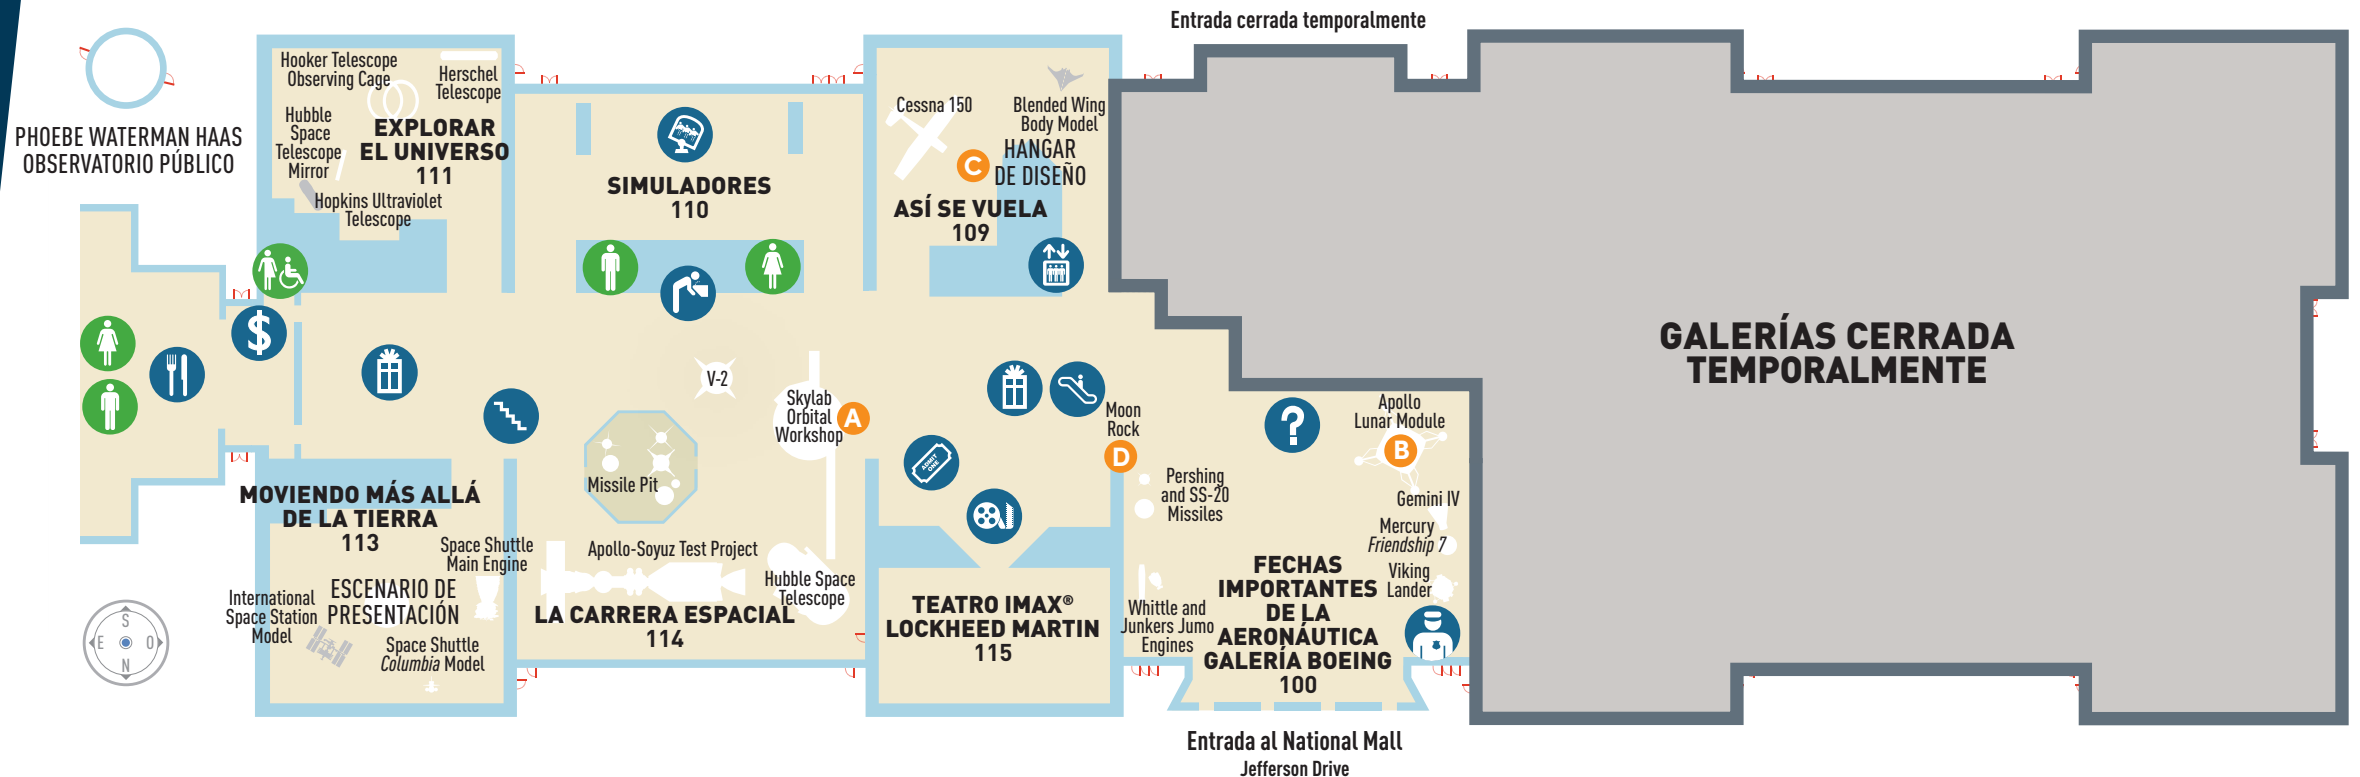 Entrada cerrada temporalmente
PHOEBE WATERMAN HAAS
OBSERVATORIO PÚBLICO
Hooker Telescope
Observing Cage
Herschel
Telescope
Hubble
Space
Telescope
Mirror
EXPLORAR
EL UNIVERSO
111
Hopkins Ultraviolet
Telescope
SIMULADORES
110
Cessna 150
Blended Wing
Body Model
C
HANGAR
DE DISEÑO
ASÍ SE VUELA
109
GALERÍAS CERRADA
TEMPORALMENTE
$
V-2
Skylab
Orbital
Workshop
A
Missile Pit
ADMIT
ONE
Moon
Rock
D
?
Apollo
Lunar Module
B
Pershing
and SS-20
Missiles
Gemini IV
Mercury
Friendship 7
Viking
Lander
MOVIENDO MÁS ALLÁ
DE LA TIERRA
113
Space Shuttle
Main Engine
International
Space Station
Model
ESCENARIO DE
PRESENTACIÓN
Space Shuttle
Columbia Model
Apollo-Soyuz Test Project
Hubble Space
Telescope
LA CARRERA ESPACIAL
114
TEATRO IMAX®
LOCKHEED MARTIN
115
Whittle and
Junkers Jumo
Engines
FECHAS
IMPORTANTES
DE LA
AERONÁUTICA
GALERÍA BOEING
100
S
E
O
N
Entrada al National Mall
Jefferson Drive